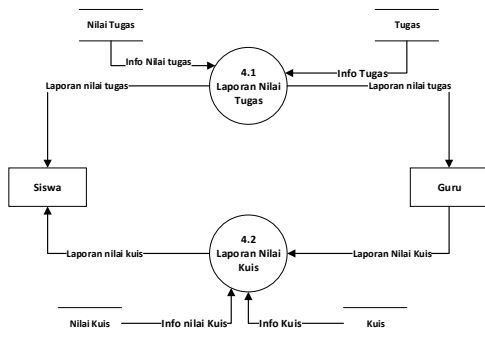 Nilai Tugas
Tugas
Info Nilai tugas
Info Tugas
4.1
Laporan Nilai
Tugas
Laporan nilai tugas
Laporan nilai tugas
Siswa
Guru
4.2
Laporan Nilai
Kuis
Laporan nilai kuis
Laporan Nilai Kuis
Nilai Kuis
Info nilai Kuis
Info Kuis
Kuis